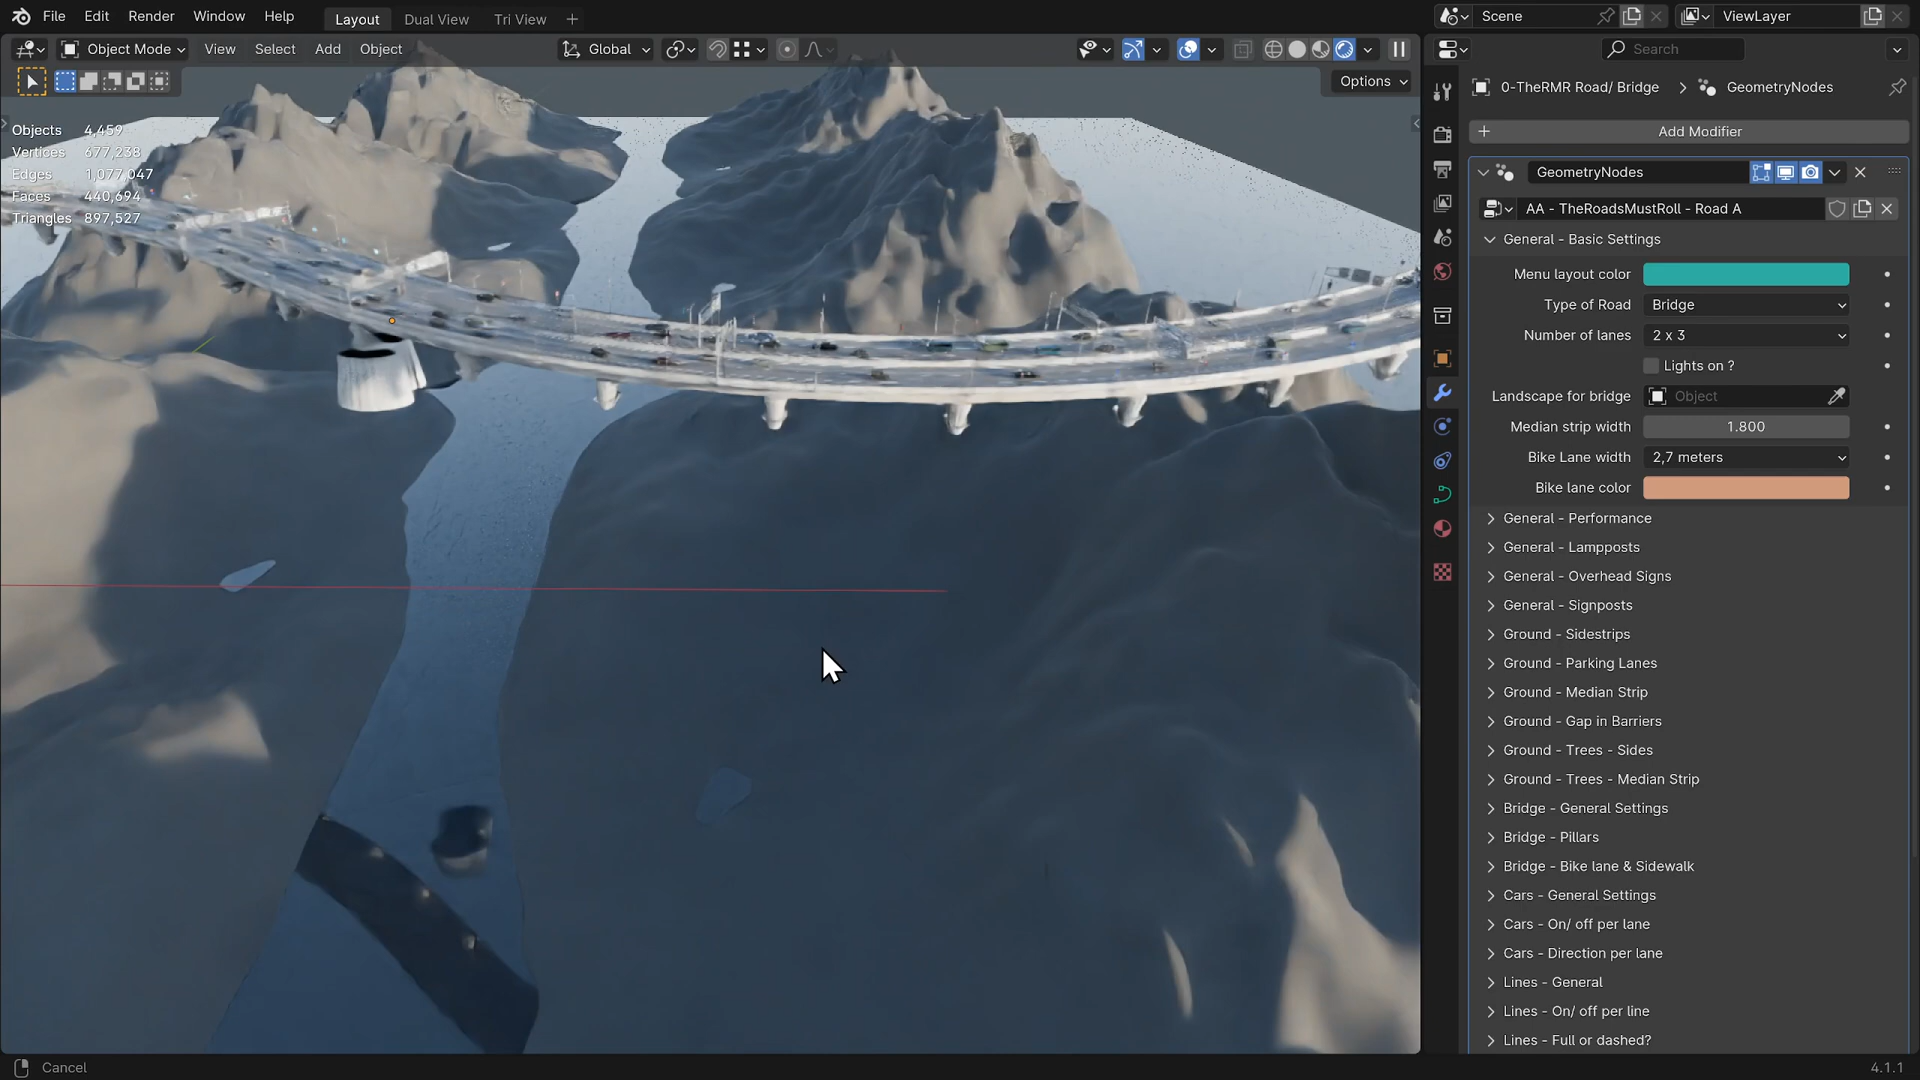 File Edit Render Window Help Layout Dual View Tri View + Scene ViewLayer
Object Mode View Select Add Object Global Search
Options
0-TheRMR Road/ Bridge GeometryNodes
Objects 4,459
Vertices 677,238
Edges 1,077,047
Faces 440,694
Triangles 897,527
+ Add Modifier
GeometryNodes
AA - TheRoadsMustRoll - Road A
General - Basic Settings
Menu layout color
Type of Road Bridge
Number of lanes 2 x 3
Lights on ?
Landscape for bridge Object
Median strip width 1.800
Bike Lane width 2,7 meters
Bike lane color
General - Performance
General - Lampposts
General - Overhead Signs
General - Signposts
Ground - Sidestrips
Ground - Parking Lanes
Ground - Median Strip
Ground - Gap in Barriers
Ground - Trees - Sides
Ground - Trees - Median Strip
Bridge - General Settings
Bridge - Pillars
Bridge - Bike lane & Sidewalk
Cars - General Settings
Cars - On/ off per lane
Cars - Direction per lane
Lines - General
Lines - On/ off per line
Lines - Full or dashed?
Cancel 4.1.1